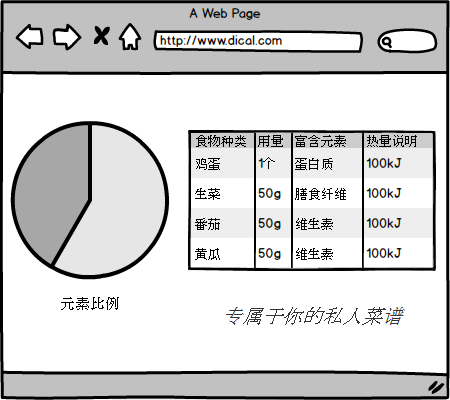 A Web Page
http://www.dical.com
食物种类 用量 富含元素 热量说明
鸡蛋 1个 蛋白质 100kJ
生菜 50g 膳食纤维 100kJ
番茄 50g 维生素 100kJ
黄瓜 50g 维生素 100kJ
元素比例
专属于你的私人菜谱